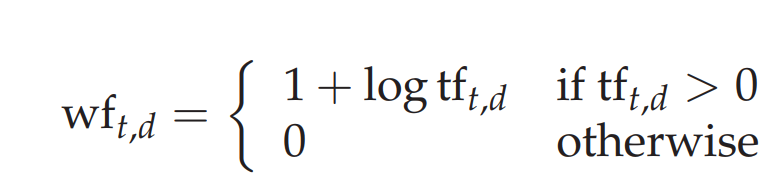 wf_{t,d} = { 1 + log tf_{t,d} if tf_{t,d} > 0
0 otherwise